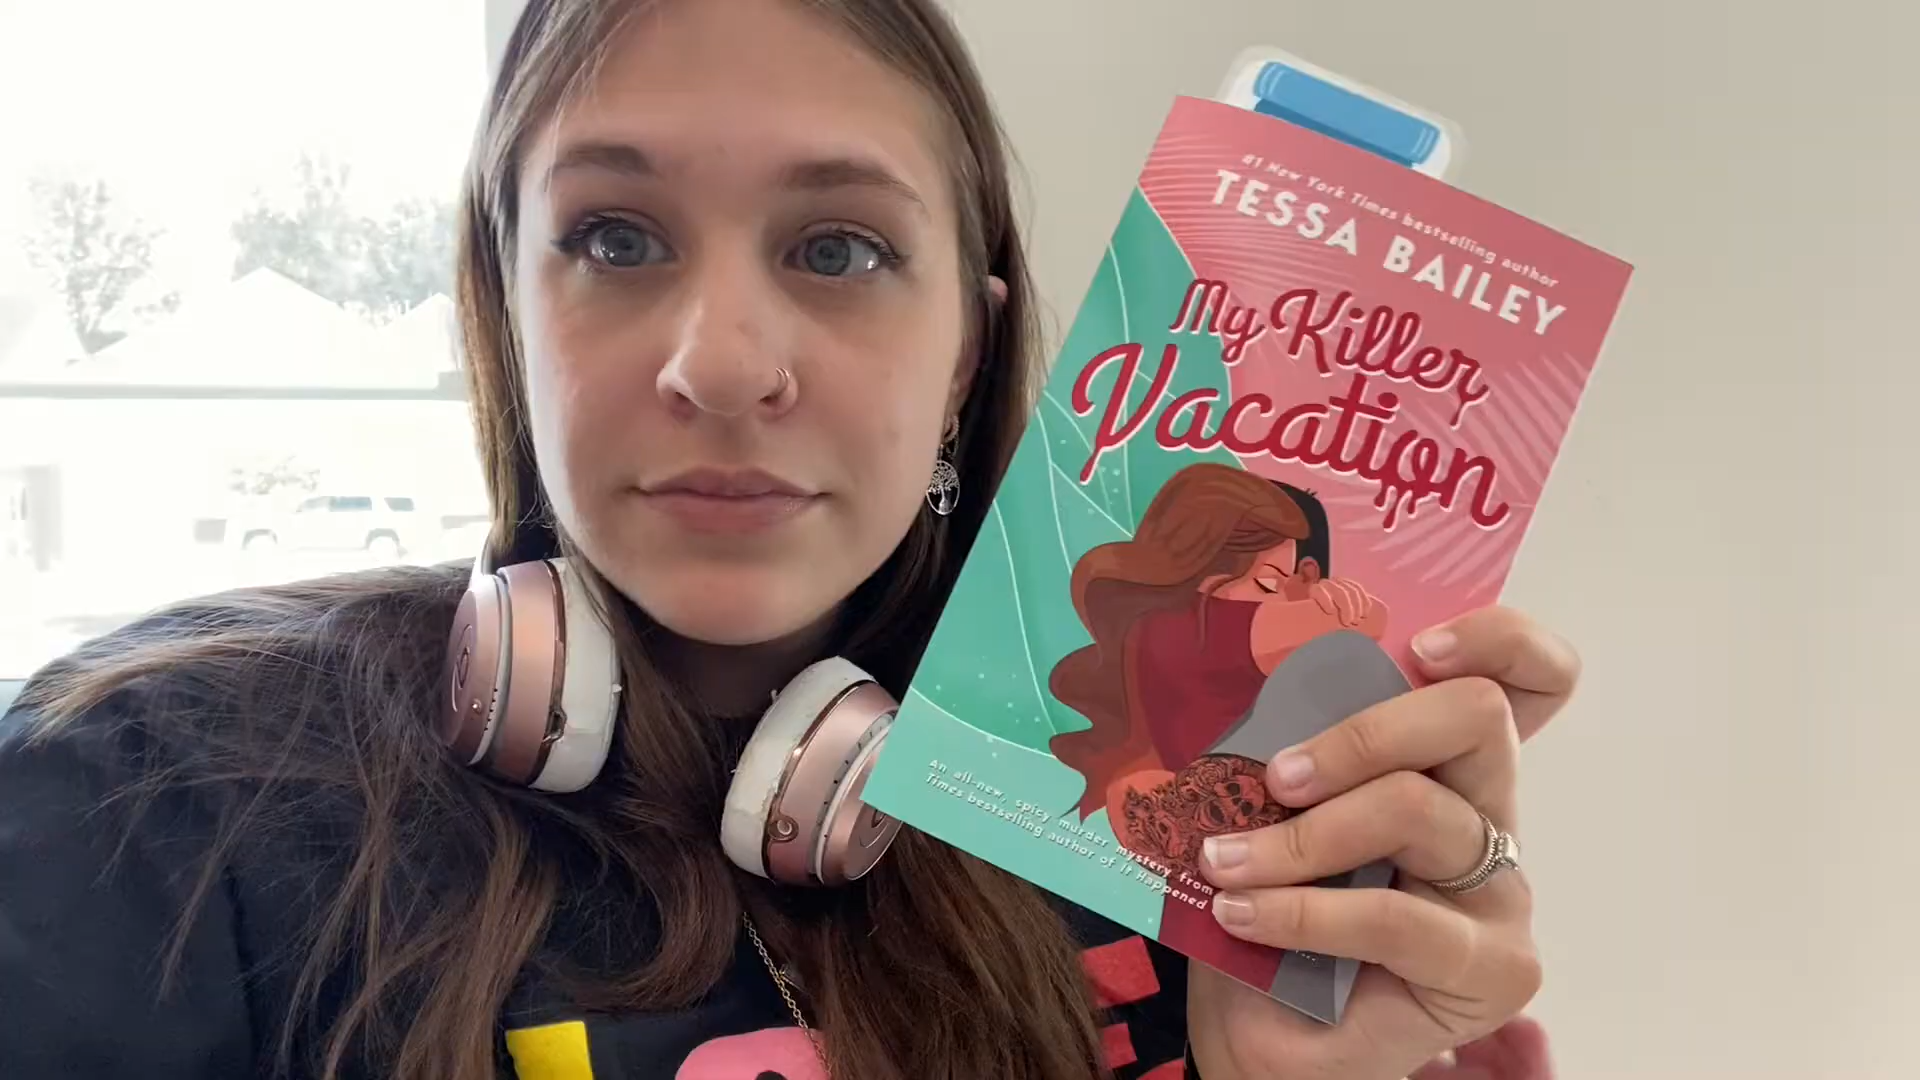 #1 New York Times bestselling author
TESSA BAILEY
My Killer
Vacation
An all-new, spicy murder mystery from
Times bestselling author of It Happened